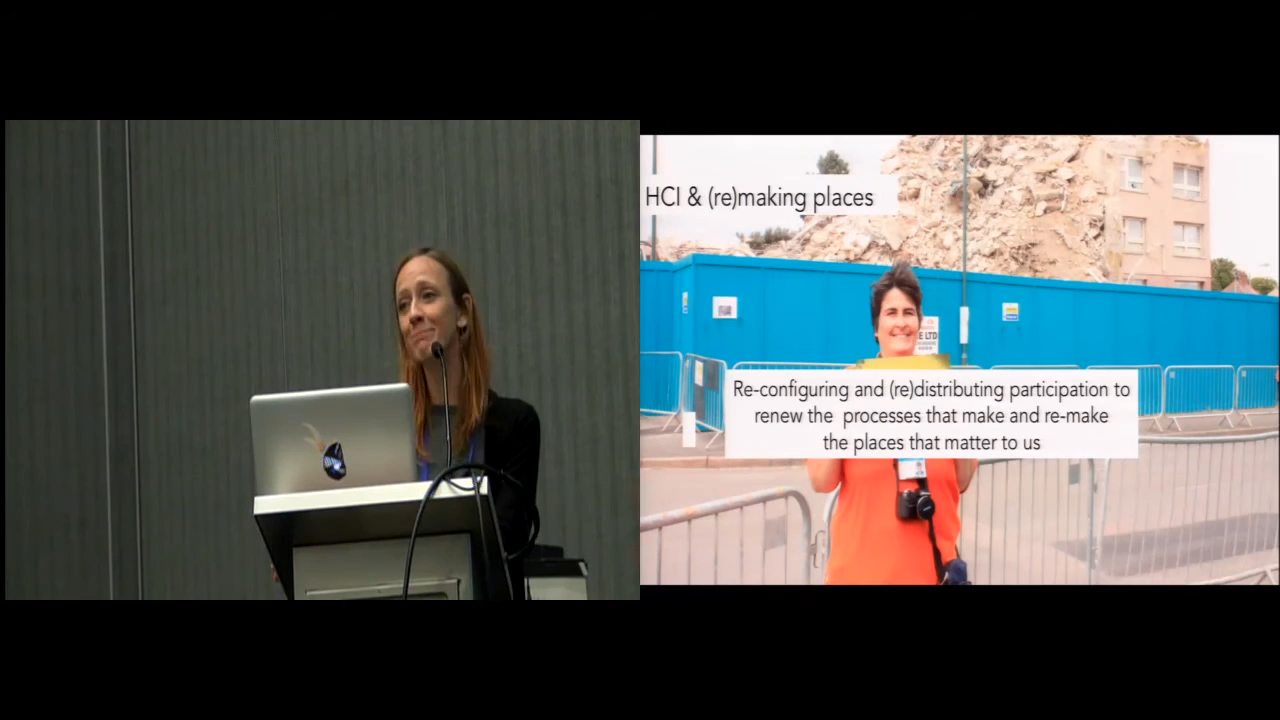 HCI & (re)making places
E LTD
Re-configuring and (re)distributing participation to
renew the processes that make and re-make
the places that matter to us